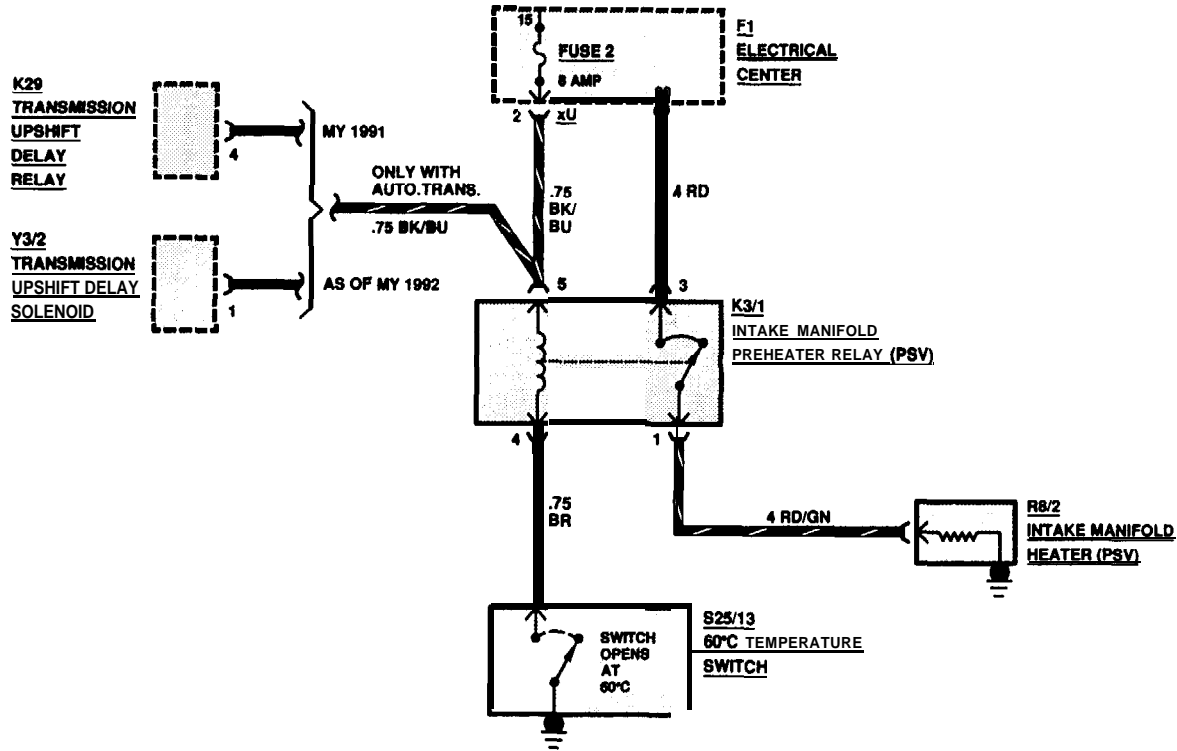 15
FUSE 2
8 AMP
F1
ELECTRICAL
CENTER
2
xU
K29
TRANSMISSION
UPSHIFT
DELAY
RELAY
4
MY 1991
ONLY WITH
AUTO.TRANS.
.75 BK/BU
.75
BK/
BU
4 RD
Y3/2
TRANSMISSION
UPSHIFT DELAY
SOLENOID
1
AS OF MY 1992
5
3
K3/1
INTAKE MANIFOLD
PREHEATER RELAY (PSV)
4
1
.75
BR
4 RD/GN
R8/2
INTAKE MANIFOLD
HEATER (PSV)
SWITCH
OPENS
AT
60°C
S25/13
60°C TEMPERATURE
SWITCH